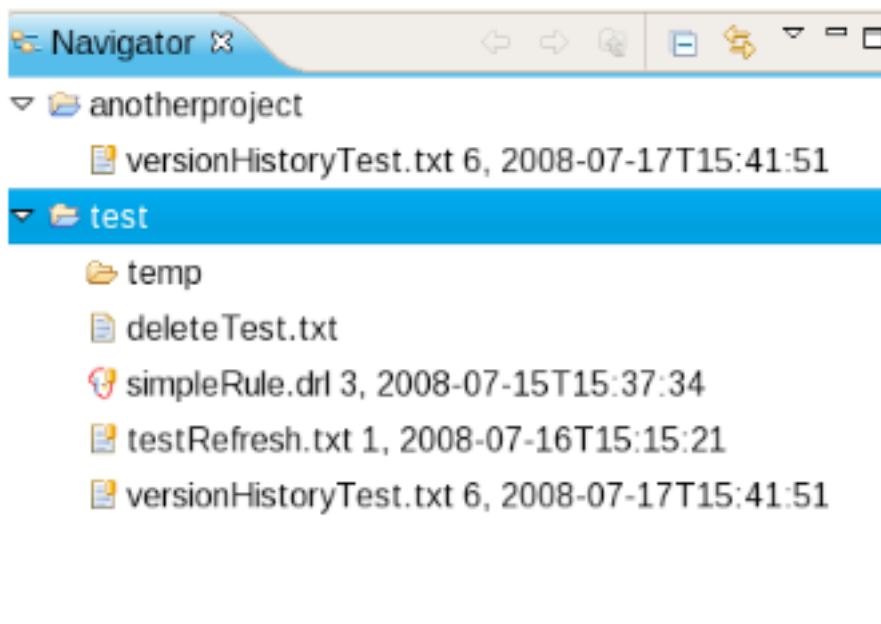 Navigator
anotherproject
versionHistoryTest.txt 6, 2008-07-17T15:41:51
test
temp
deleteTest.txt
simpleRule.drl 3, 2008-07-15T15:37:34
testRefresh.txt 1, 2008-07-16T15:15:21
versionHistoryTest.txt 6, 2008-07-17T15:41:51